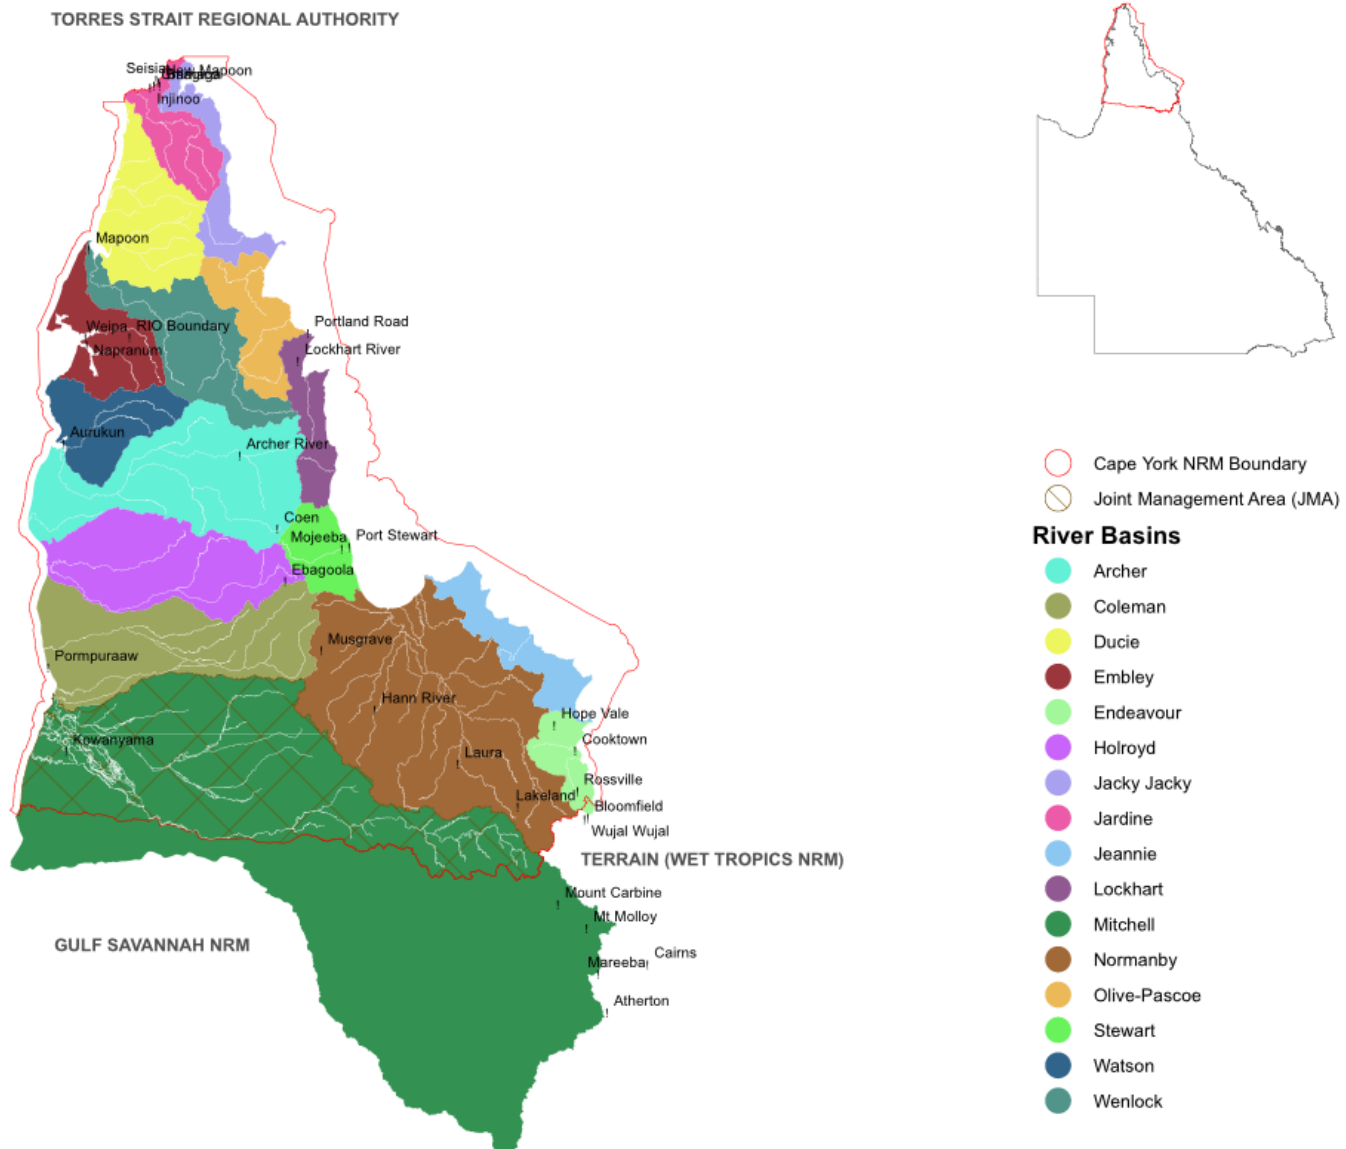 TORRES STRAIT REGIONAL AUTHORITY
Seisia
New Mapoon
Injinoo
Mapoon
Weipa
RIO Boundary
Napranum
Portland Road
Lockhart River
Aurukun
Archer River
Coen
Mojeeba
Port Stewart
Ebagoola
Musgrave
Pormpuraaw
Hann River
Hope Vale
Kowanyama
Cooktown
Laura
Rossville
Lakeland
Bloomfield
Wujal Wujal
TERRAIN (WET TROPICS NRM)
Mount Carbine
Mt Molloy
GULF SAVANNAH NRM
Cairns
Mareeba
Atherton
Cape York NRM Boundary
Joint Management Area (JMA)
River Basins
Archer
Coleman
Ducie
Embley
Endeavour
Holroyd
Jacky Jacky
Jardine
Jeannie
Lockhart
Mitchell
Normanby
Olive-Pascoe
Stewart
Watson
Wenlock